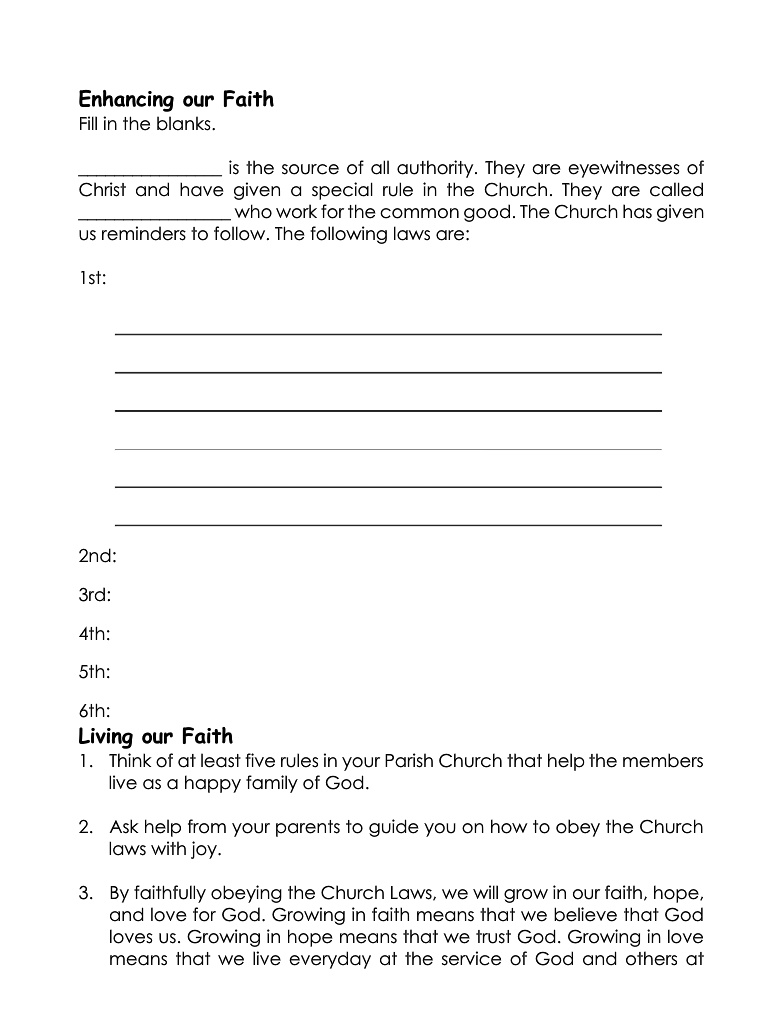 Enhancing our Faith
Fill in the blanks.
________________ is the source of all authority. They are eyewitnesses of
Christ and have given a special rule in the Church. They are called
_________________ who work for the common good. The Church has given
us reminders to follow. The following laws are:
1st:
2nd:
3rd:
4th:
5th:
6th:
Living our Faith
1. Think of at least five rules in your Parish Church that help the members
live as a happy family of God.
2. Ask help from your parents to guide you on how to obey the Church
laws with joy.
3. By faithfully obeying the Church Laws, we will grow in our faith, hope,
and love for God. Growing in faith means that we believe that God
loves us. Growing in hope means that we trust God. Growing in love
means that we live everyday at the service of God and others at